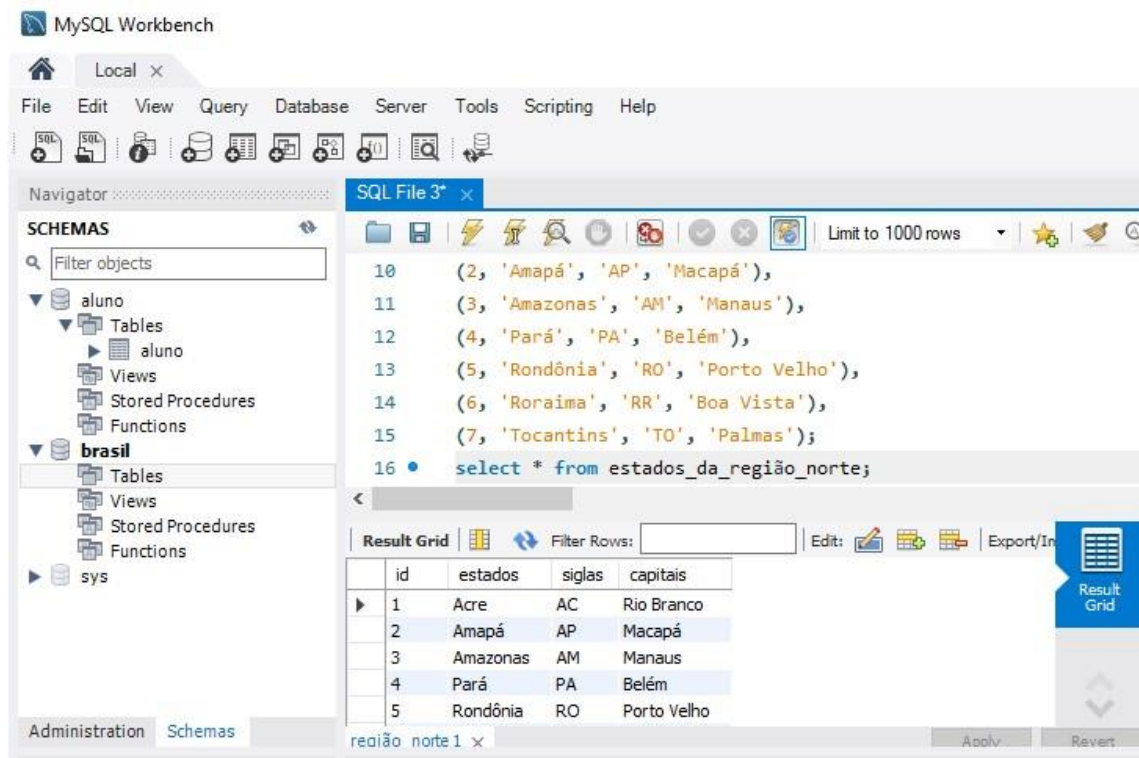 MySQL Workbench
Local
File Edit View Query Database Server Tools Scripting Help
Navigator
SCHEMAS
Filter objects
aluno
Tables
aluno
Views
Stored Procedures
Functions
brasil
Tables
Views
Stored Procedures
Functions
sys
Administration Schemas
SQL File 3*
Limit to 1000 rows
10 (2, 'Amapá', 'AP', 'Macapá'),
11 (3, 'Amazonas', 'AM', 'Manaus'),
12 (4, 'Pará', 'PA', 'Belém'),
13 (5, 'Rondônia', 'RO', 'Porto Velho'),
14 (6, 'Roraima', 'RR', 'Boa Vista'),
15 (7, 'Tocantins', 'TO', 'Palmas');
16 select * from estados_da_região_norte;
Result Grid Filter Rows: Edit: Export/Im
id estados siglas capitais
1 Acre AC Rio Branco
2 Amapá AP Macapá
3 Amazonas AM Manaus
4 Pará PA Belém
5 Rondônia RO Porto Velho
Result
Grid
região_norte 1
Apply Revert